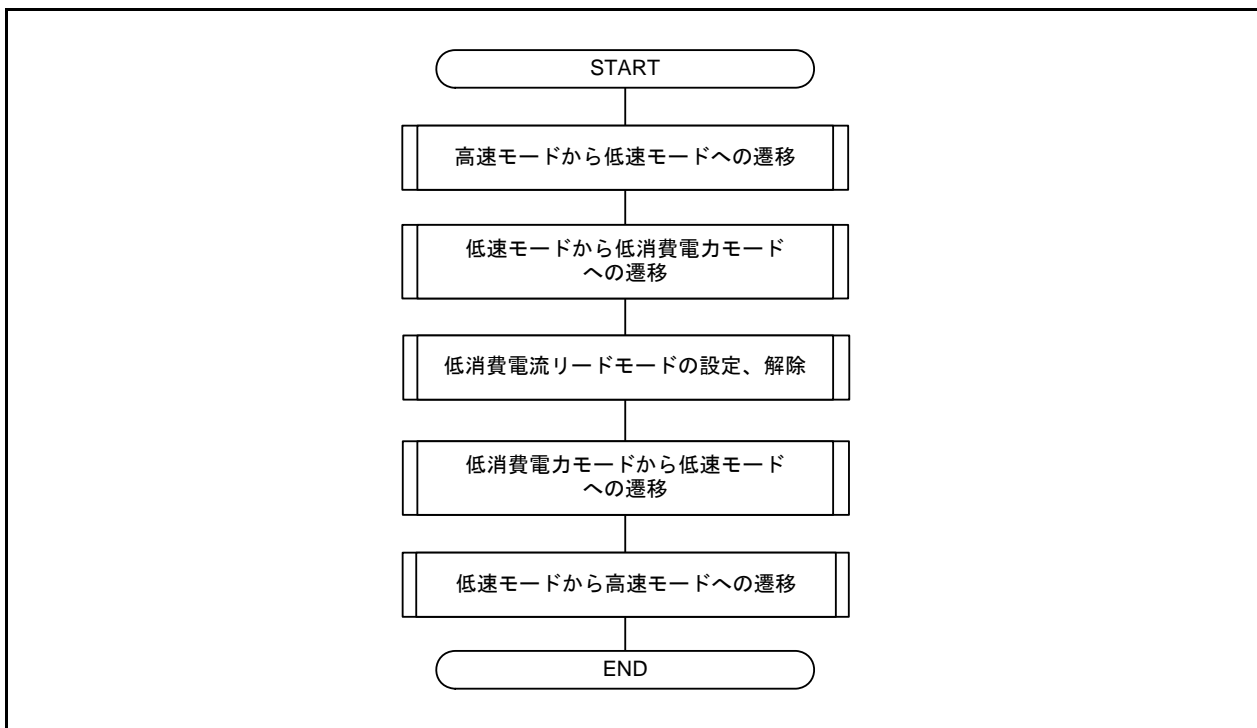 START
高速モードから低速モードへの遷移
低速モードから低消費電力モード
への遷移
低消費電流リードモードの設定、解除
低消費電力モードから低速モード
への遷移
低速モードから高速モードへの遷移
END